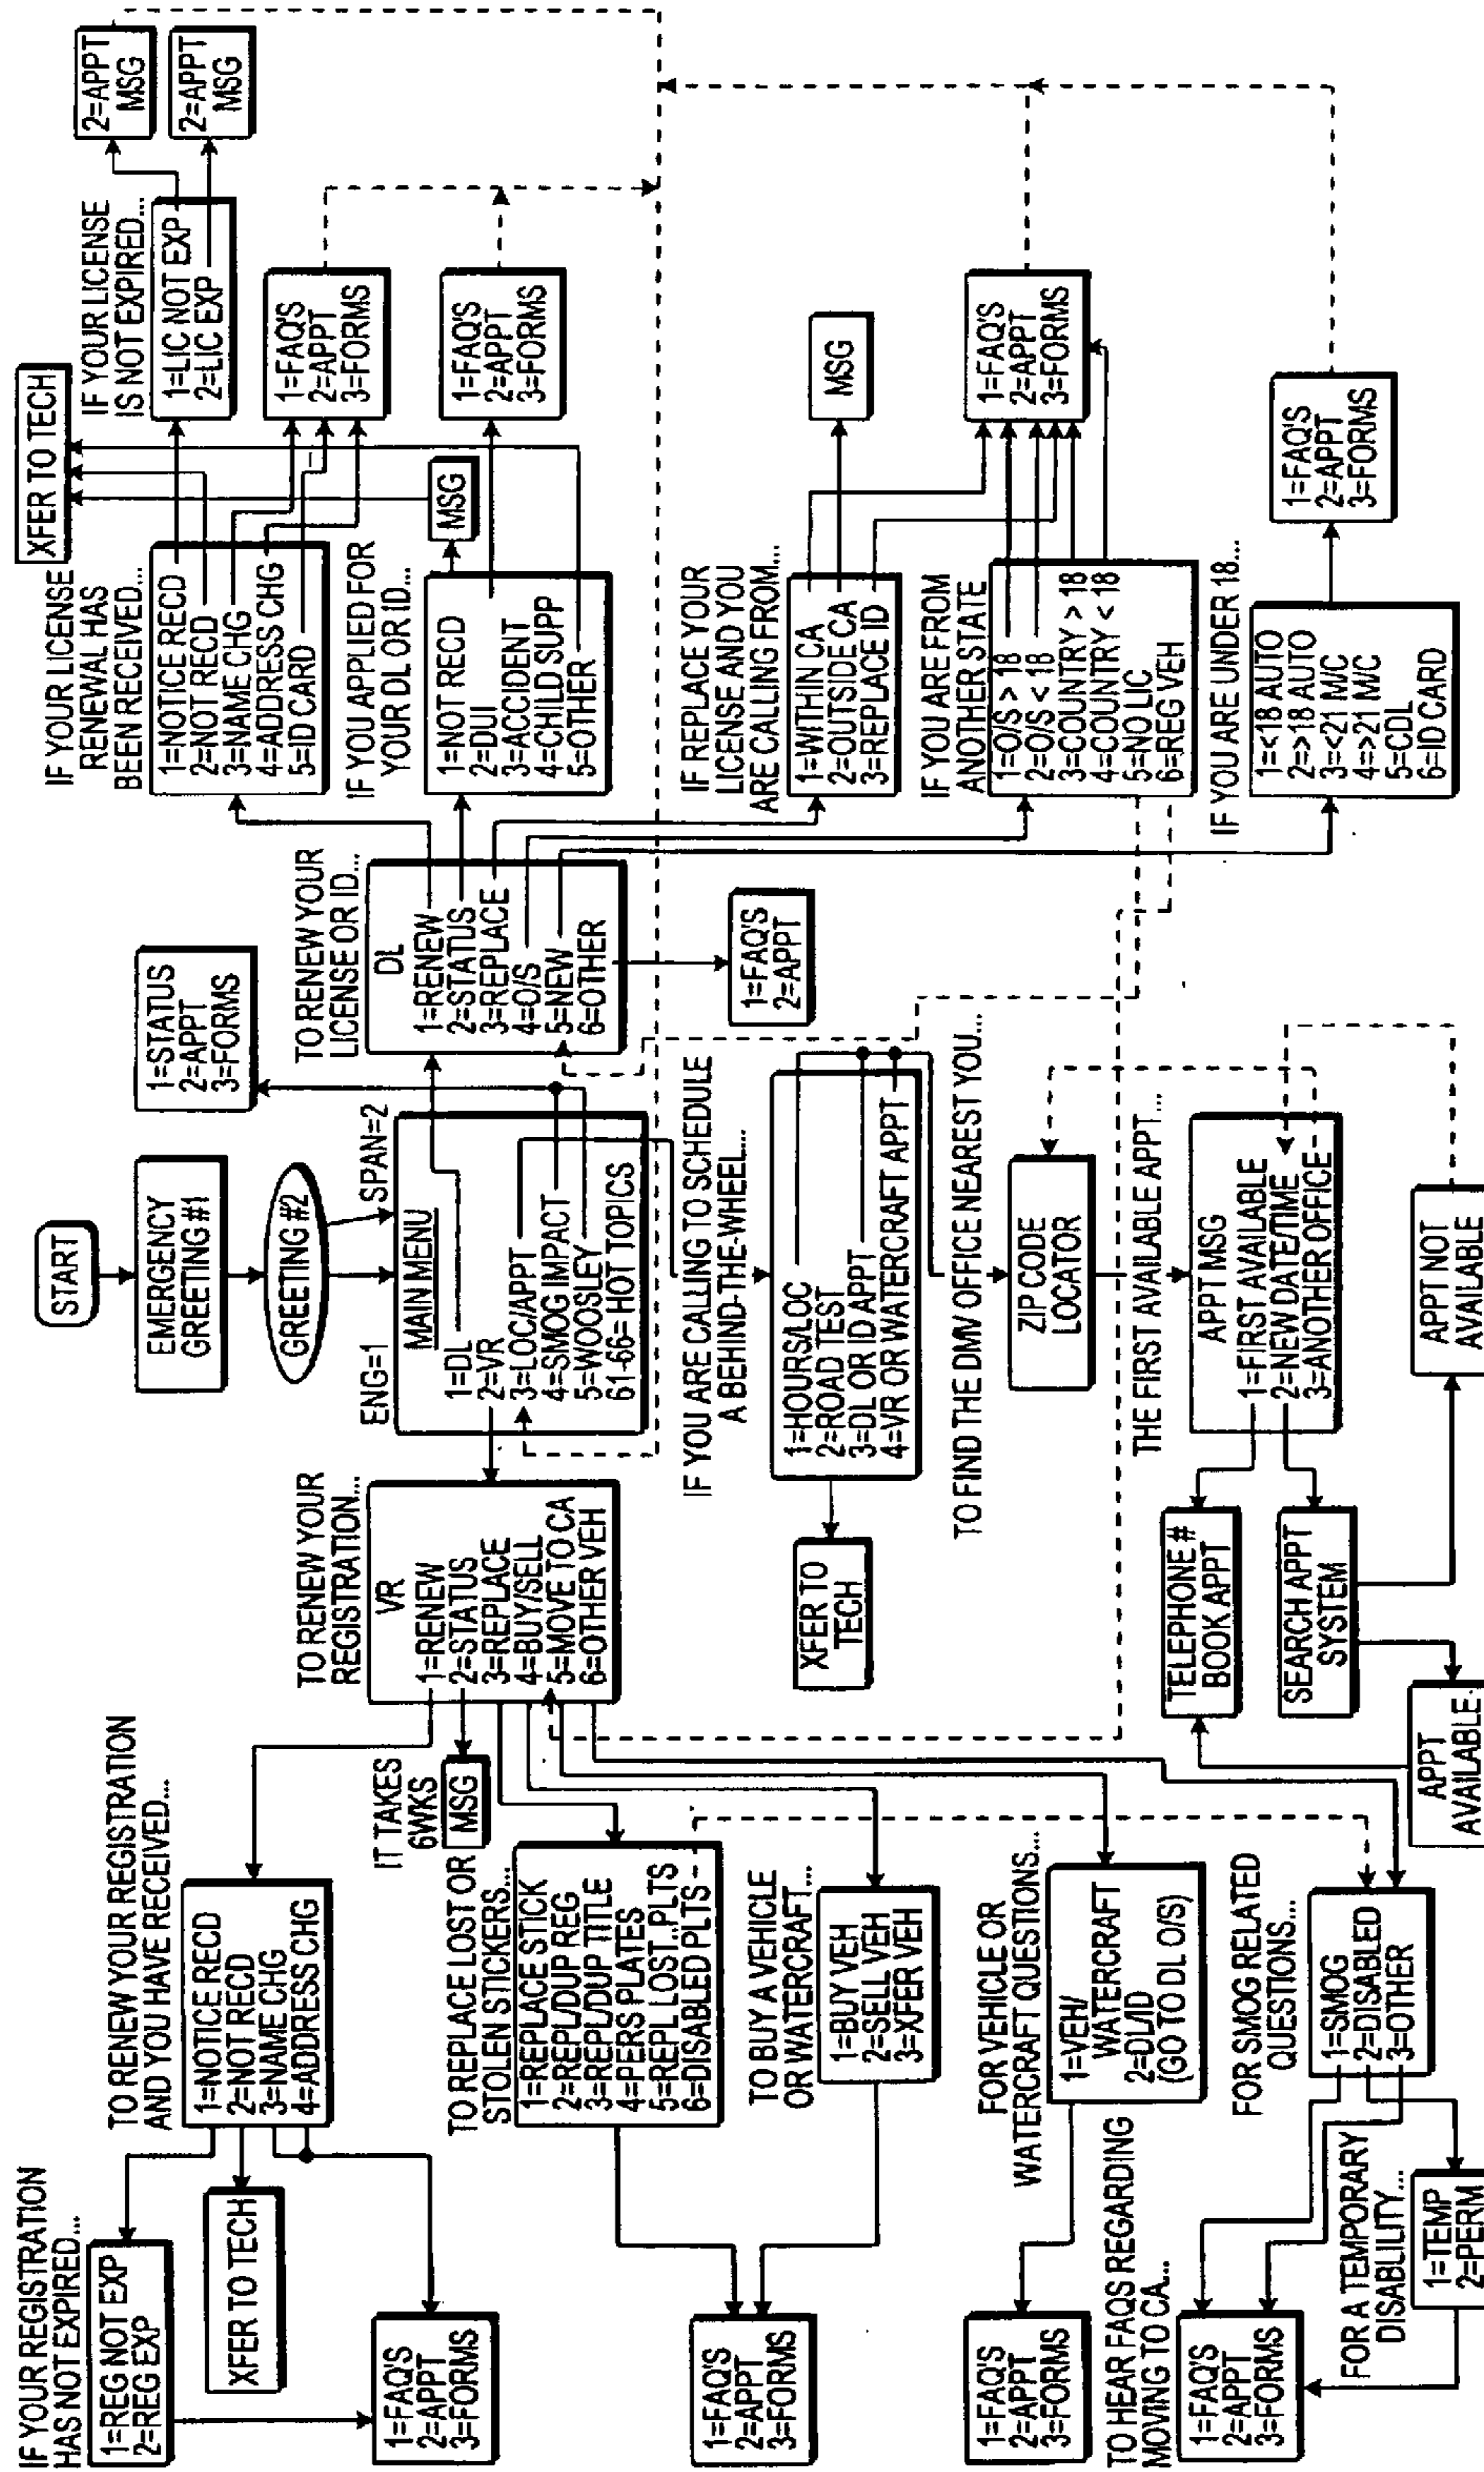 START
EMERGENCY
GREETING #1
GREETING #2
ENG=1
SPAN=2
MAIN MENU
1=DL
2=VR
3=LOC/APPT
4=SMOG IMPACT
5=WOOSLEY
61-66= HOT TOPICS
1=STATUS
2=APPT
3=FORMS
TO RENEW YOUR REGISTRATION
AND YOU HAVE RECEIVED...
1=NOTICE RECD
2=NOT RECD
3=NAME CHG
4=ADDRESS CHG
IF YOUR REGISTRATION
HAS NOT EXPIRED...
1=REG NOT EXP
2=REG EXP
XFER TO TECH
1=FAQ'S
2=APPT
3=FORMS
TO RENEW YOUR
REGISTRATION...
VR
1=RENEW
2=STATUS
3=REPLACE
4=BUY/SELL
5=MOVE TO CA
6=OTHER VEH
IT TAKES
6WKS
MSG
TO REPLACE LOST OR
STOLEN STICKERS...
1=REPLACE STICK
2=REPL/DUP REG
3=REPL/DUP TITLE
4=PERS PLATES
5=REPL LOST..PLTS
6=DISABLED PLTS
TO BUY A VEHICLE
OR WATERCRAFT...
1=BUY VEH
2=SELL VEH
3=XFER VEH
1=FAQ'S
2=APPT
3=FORMS
FOR VEHICLE OR
WATERCRAFT QUESTIONS...
1=VEH/
WATERCRAFT
2=DL/ID
(GO TO DL O/S)
1=FAQ'S
2=APPT
3=FORMS
TO HEAR FAQS REGARDING
MOVING TO CA...
FOR SMOG RELATED
QUESTIONS...
1=SMOG
2=DISABLED
3=OTHER
1=FAQ'S
2=APPT
3=FORMS
FOR A TEMPORARY
DISABLILITY...
1=TEMP
2=PERM
TO RENEW YOUR
LICENSE OR ID...
DL
1=RENEW
2=STATUS
3=REPLACE
4=O/S
5=NEW
6=OTHER
1=FAQ'S
2=APPT
IF YOUR LICENSE
RENEWAL HAS
BEEN RECEIVED...
1=NOTICE RECD
2=NOT RECD
3=NAME CHG
4=ADDRESS CHG
5=ID CARD
XFER TO TECH
IF YOUR LICENSE
IS NOT EXPIRED...
1=LIC NOT EXP
2=LIC EXP
2=APPT
MSG
2=APPT
MSG
1=FAQ'S
2=APPT
3=FORMS
IF YOU APPLIED FOR
YOUR DL OR ID...
1=NOT RECD
2=DUI
3=ACCIDENT
4=CHILD SUPP
5=OTHER
MSG
1=FAQ'S
2=APPT
3=FORMS
IF REPLACE YOUR
LICENSE AND YOU
ARE CALLING FROM...
1=WITHIN CA
2=OUTSIDE CA
3=REPLACE ID
MSG
IF YOU ARE FROM
ANOTHER STATE
1=O/S > 18
2=O/S < 18
3=COUNTRY > 18
4=COUNTRY < 18
5=NO LIC
6=REG VEH
1=FAQ'S
2=APPT
3=FORMS
IF YOU ARE UNDER 18...
1=<18 AUTO
2=>18 AUTO
3=<21 M/C
4=>21 M/C
5=CDL
6=ID CARD
1=FAQ'S
2=APPT
3=FORMS
IF YOU ARE CALLING TO SCHEDULE
A BEHIND-THE-WHEEL...
1=HOURS/LOC
2=ROAD TEST
3=DL OR ID APPT
4=VR OR WATERCRAFT APPT
XFER TO
TECH
TO FIND THE DMV OFFICE NEAREST YOU...
ZIP CODE
LOCATOR
THE FIRST AVAILABLE APPT...
APPT MSG
1=FIRST AVAILABLE
2=NEW DATE/TIME
3=ANOTHER OFFICE
TELEPHONE #
BOOK APPT
SEARCH APPT
SYSTEM
APPT
AVAILABLE
APPT NOT
AVAILABLE